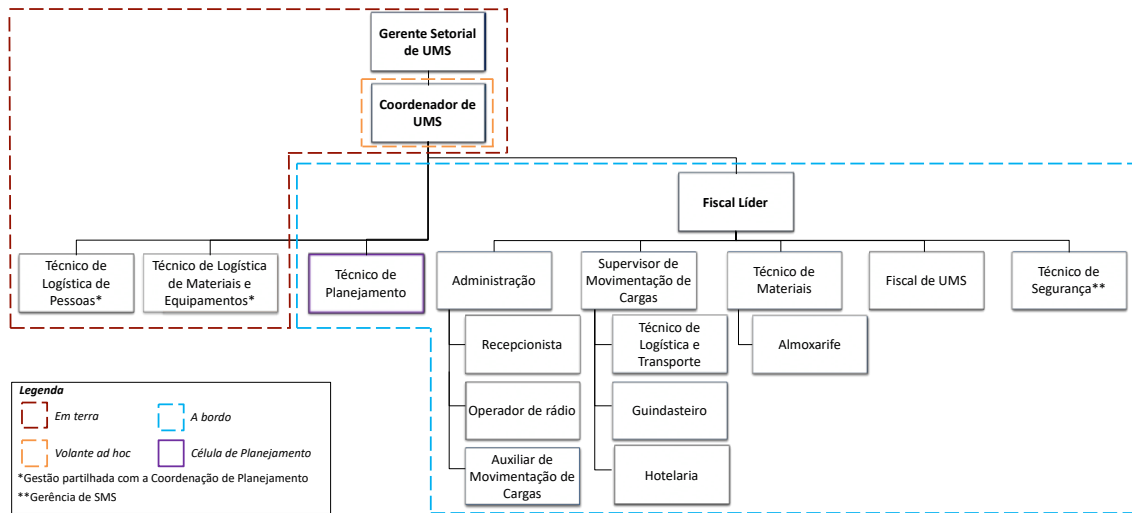 Gerente Setorial
de UMS
Coordenador de
UMS
Fiscal Líder
Técnico de
Logística de
Pessoas*
Técnico de Logística
de Materiais e
Equipamentos*
Técnico de
Planejamento
Administração
Supervisor de
Movimentação de
Cargas
Técnico de
Materiais
Fiscal de UMS
Técnico de
Segurança**
Recepcionista
Técnico de
Logística e
Transporte
Almoxarife
Operador de rádio
Guindasteiro
Auxiliar de
Movimentação de
Cargas
Hotelaria
Legenda
Em terra
A bordo
Volante ad hoc
Célula de Planejamento
*Gestão partilhada com a Coordenação de Planejamento
**Gerência de SMS